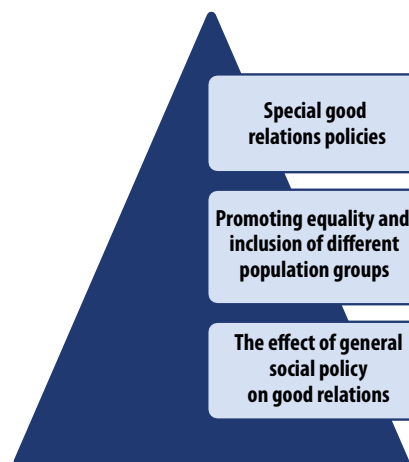 Special good
relations policies
Promoting equality and
inclusion of different
population groups
The effect of general
social policy
on good relations